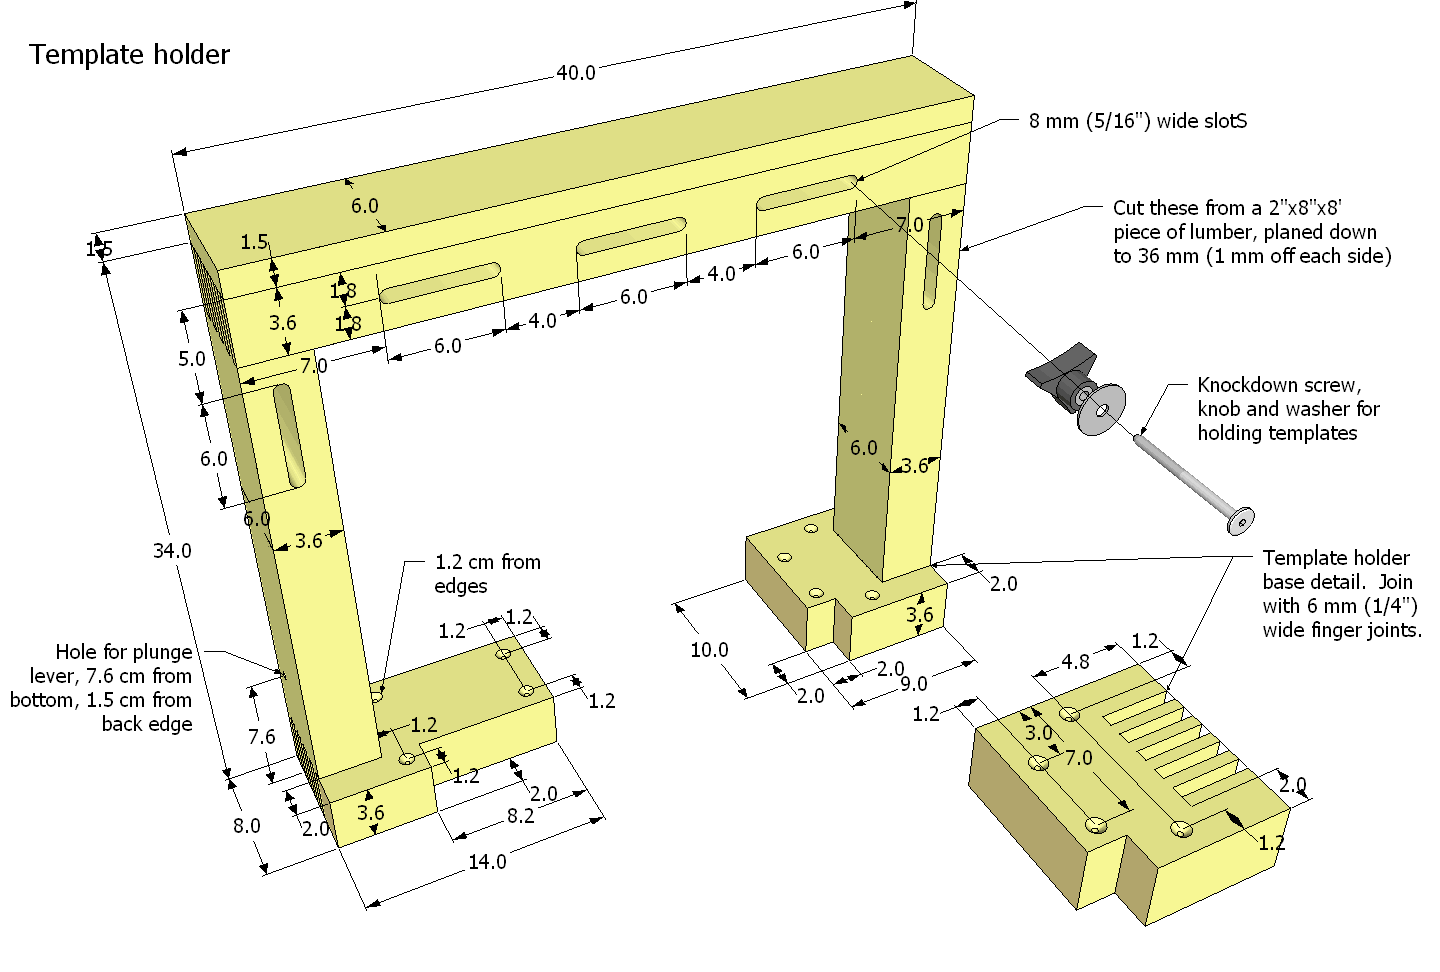 Template holder
40.0
8 mm (5/16") wide slotS
6.0
1.5
1.5
7.0
Cut these from a 2"x8"x8'
piece of lumber, planed down
to 36 mm (1 mm off each side)
6.0
4.0
1.8
6.0
3.6
1.8
4.0
6.0
5.0
7.0
Knockdown screw,
knob and washer for
holding templates
6.0
6.0
3.6
6.0
3.6
34.0
1.2 cm from
edges
Template holder
base detail. Join
with 6 mm (1/4")
wide finger joints.
2.0
3.6
1.2
1.2
10.0
Hole for plunge
lever, 7.6 cm from
bottom, 1.5 cm from
back edge
1.2
4.8
2.0
2.0
9.0
1.2
1.2
1.2
7.6
3.0
7.0
1.2
2.0
2.0
8.0
2.0
3.6
8.2
1.2
14.0